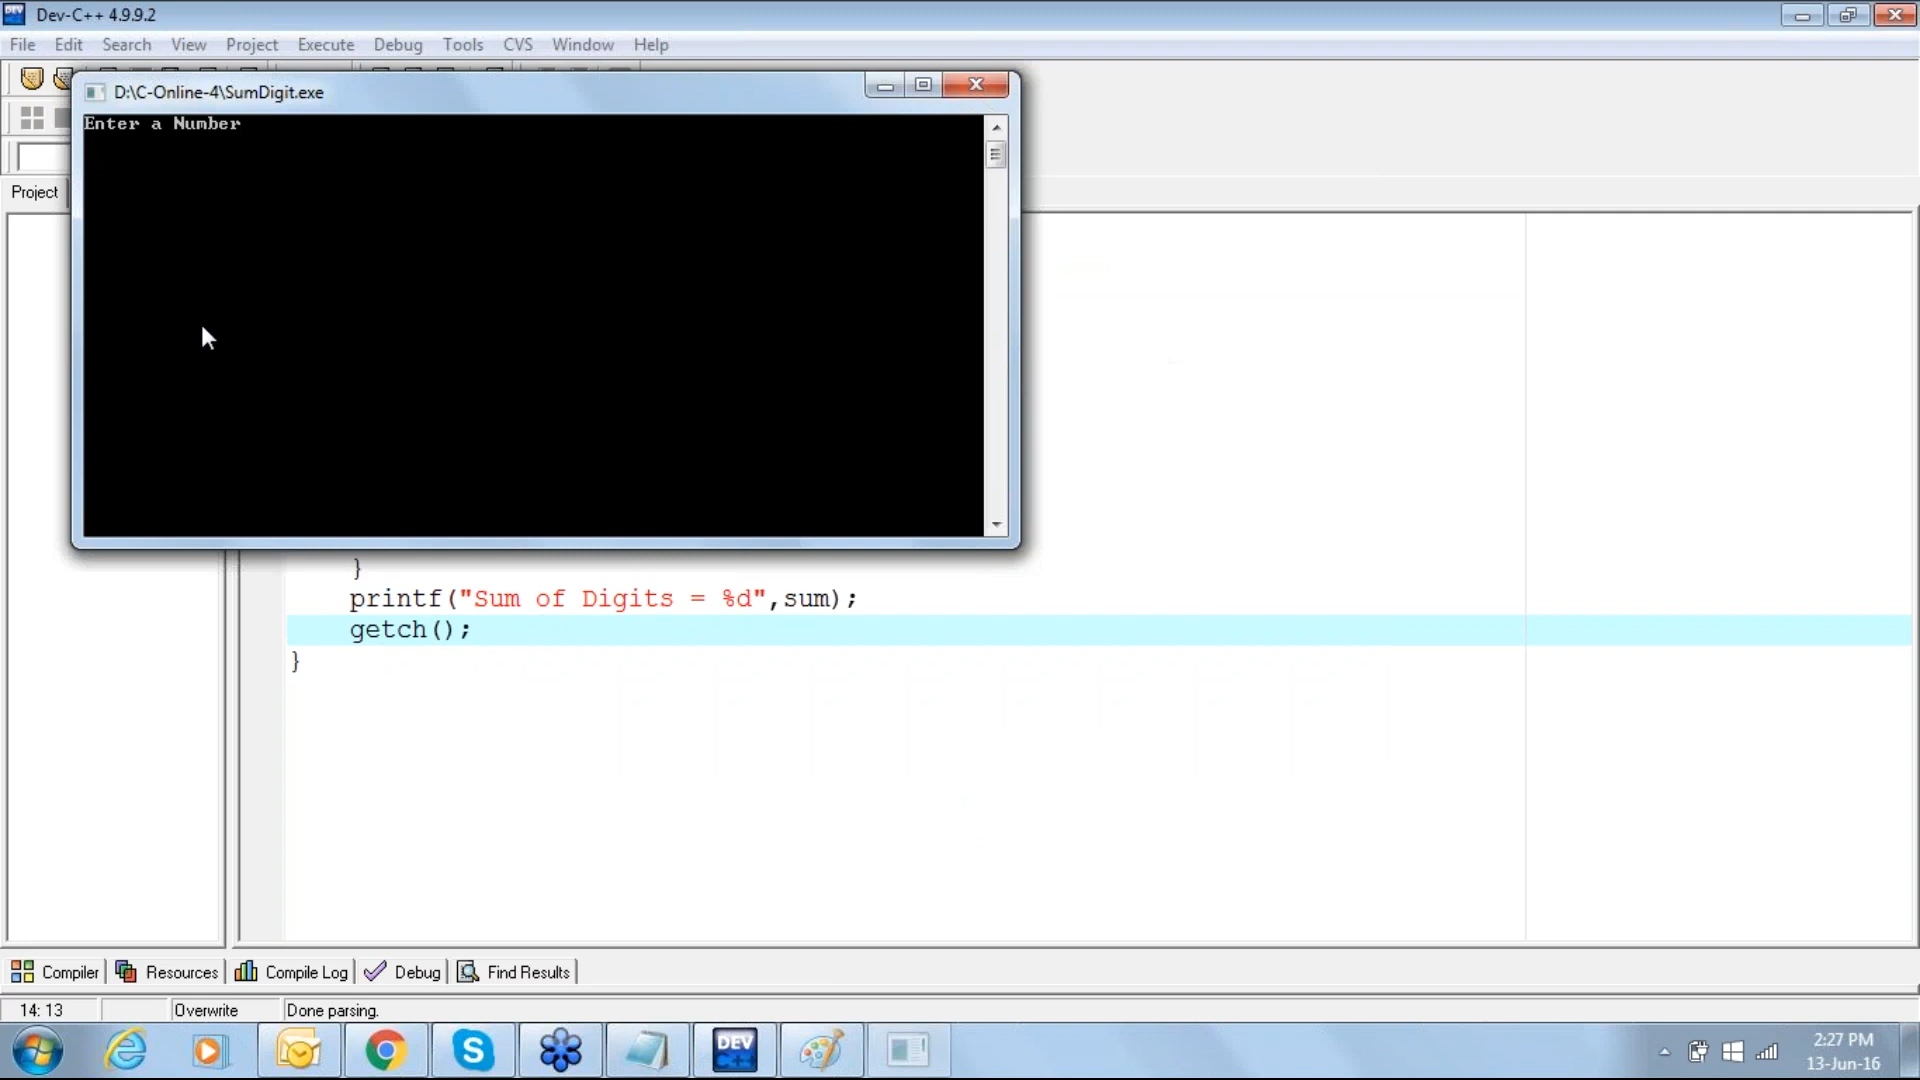 Dev-C++ 4.9.9.2
File Edit Search View Project Execute Debug Tools CVS Window Help
D:\C-Online-4\SumDigit.exe
Enter a Number
Project
}
printf("Sum of Digits = %d",sum);
getch();
}
Compiler Resources Compile Log Debug Find Results
14: 13 Overwrite Done parsing.
DEV C++
2:27 PM
13-Jun-16